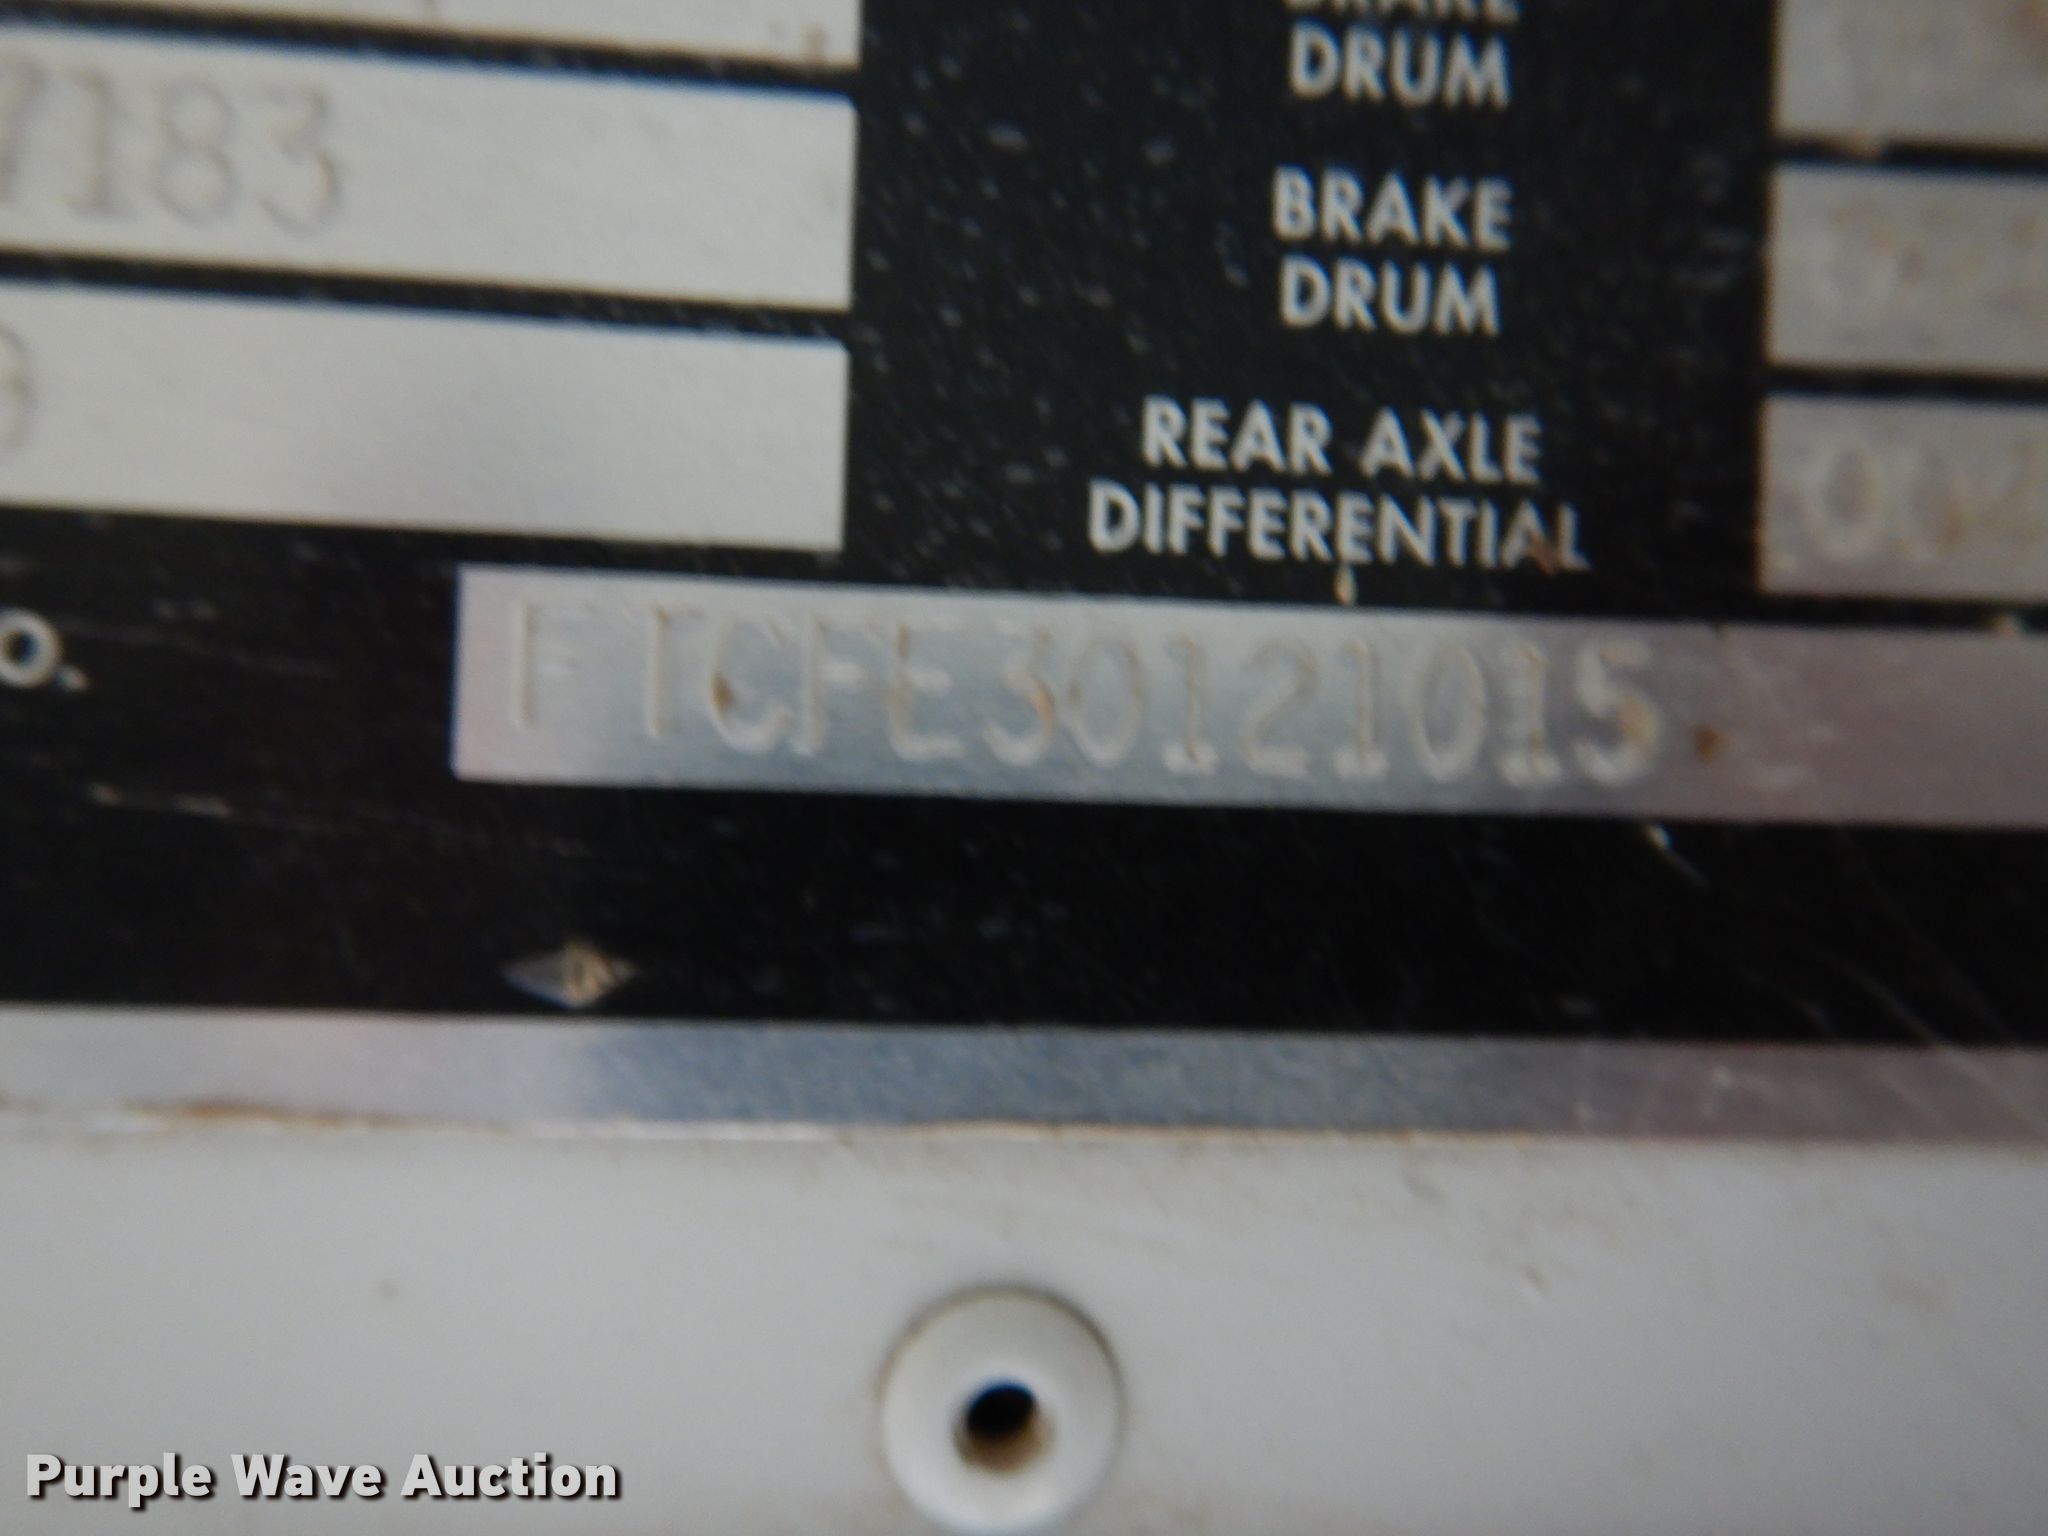 DRUM
7183
BRAKE
DRUM
REAR AXLE
DIFFERENTIAL
o.
FTCFE30121015
Purple Wave Auction